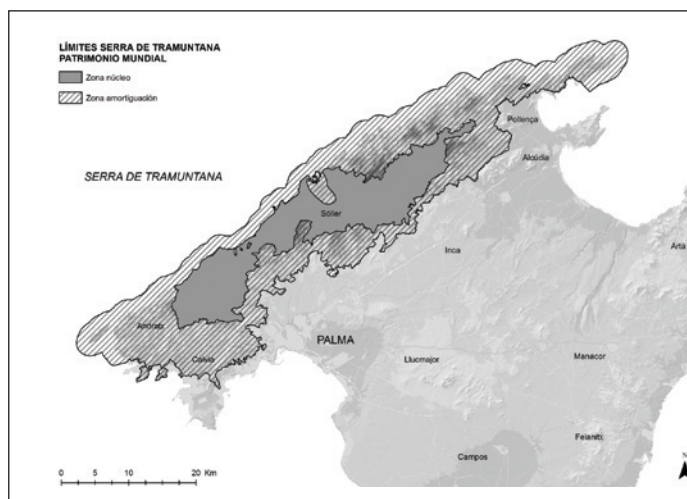 LÍMITES SERRA DE TRAMUNTANA
PATRIMONIO MUNDIAL
Zona núcleo
Zona amortiguación
SERRA DE TRAMUNTANA
Pollença
Alcúdia
Sóller
Inca
Artà
Andratx
Calvià
PALMA
Llucmajor
Manacor
Felanitx
Campos
0 5 10 20 Km
N